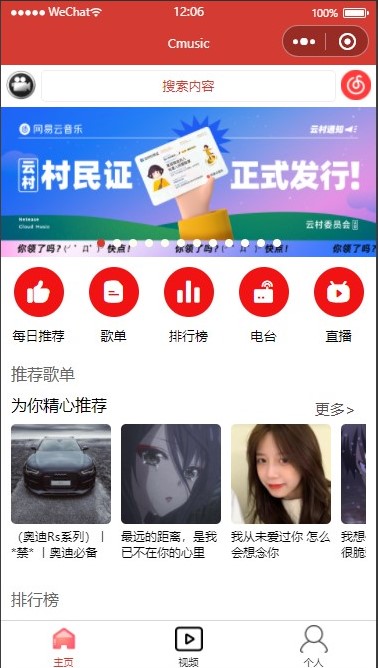 WeChat
12:06
100%
Cmusic
搜索内容
网易云音乐
云村通知
云村
村民证
正式发行!
Release
Cloud Music
云村委员会
你领了吗?
快点!
你领了吗?
快点!
你领了吗?
每日推荐
歌单
排行榜
电台
直播
推荐歌单
为你精心推荐
更多>
(奥迪Rs系列)|
*禁* | 奥迪必备
最远的距离,是我
已不在你的心里
我从未爱过你 怎么
会想念你
我想
很脆
排行榜
主页
视频
个人